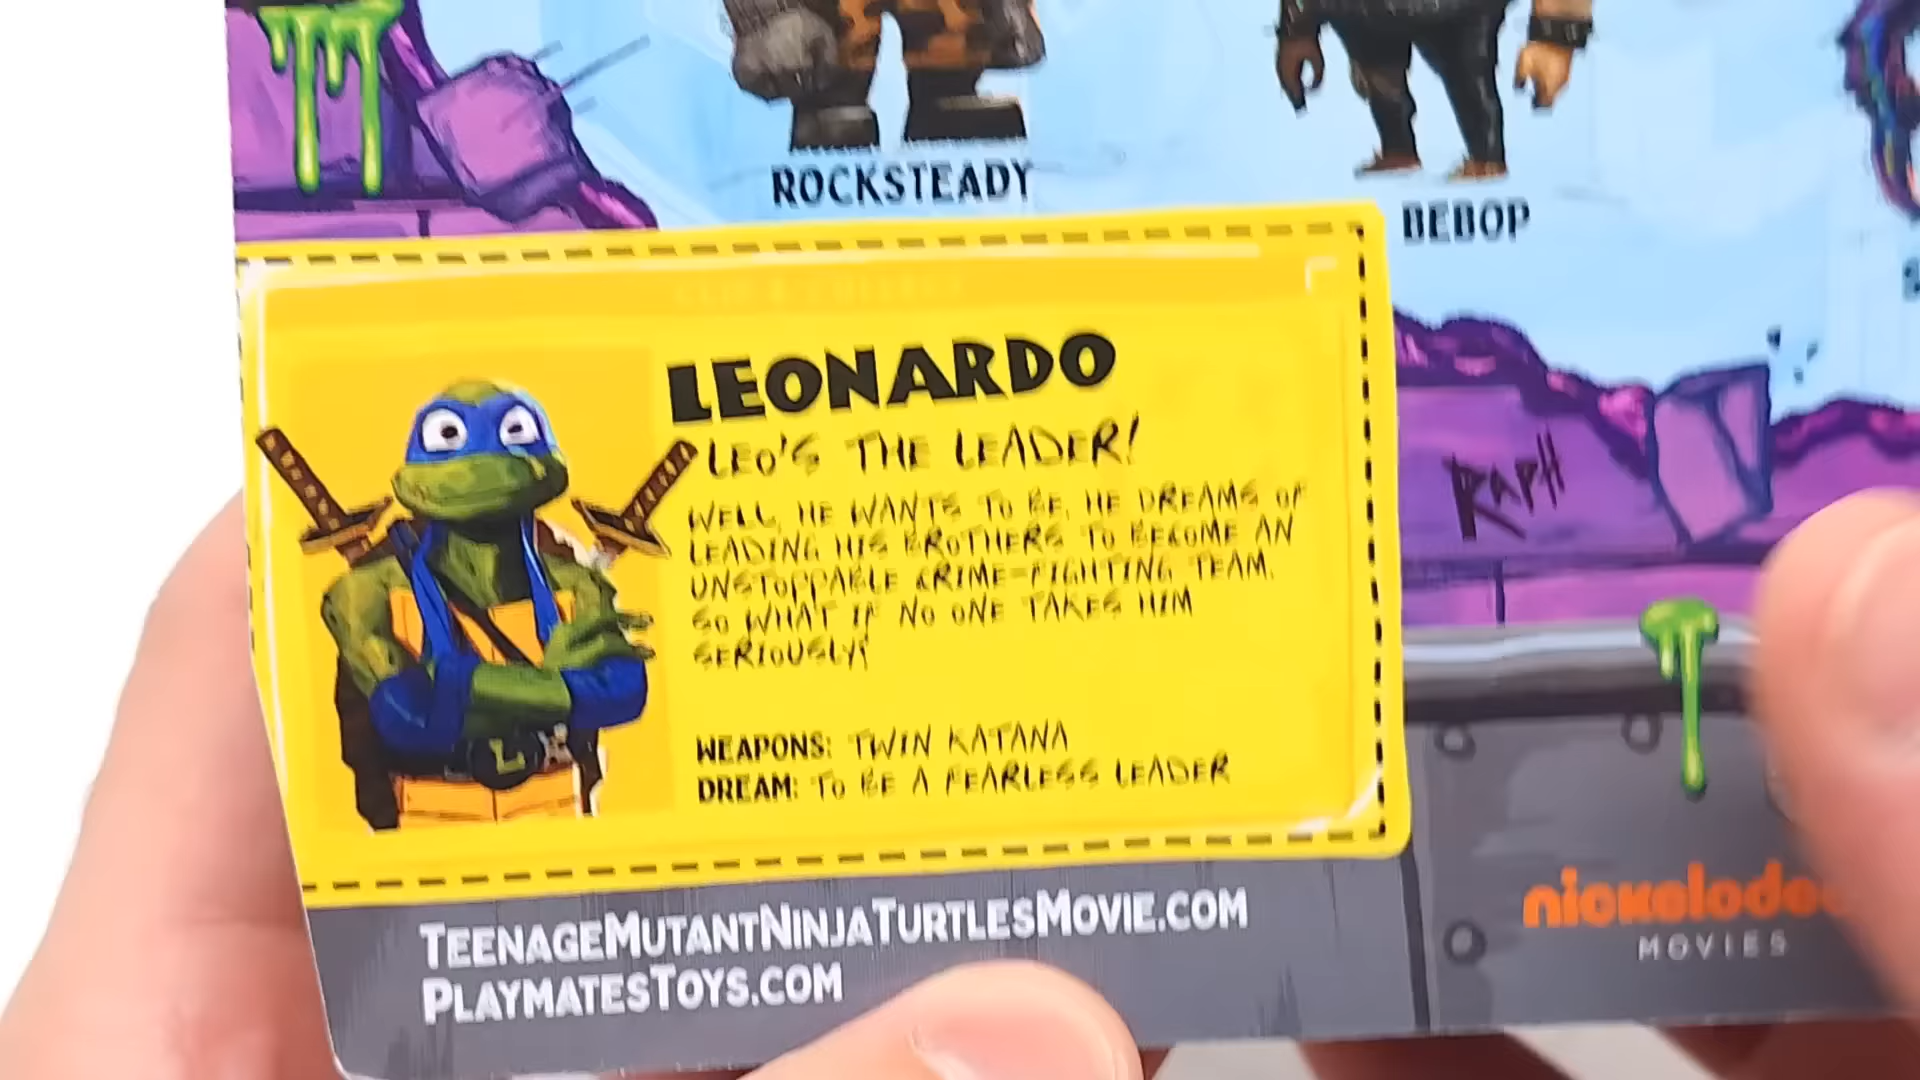 ROCKSTEADY
BEBOP
LEONARDO
LEO'S THE LEADER!
WELL, HE WANTS TO BE. HE DREAMS OF
LEADING HIS BROTHERS TO BECOME AN
UNSTOPPABLE CRIME-FIGHTING TEAM.
SO WHAT IF NO ONE TAKES HIM
SERIOUSLY?
WEAPONS: TWIN KATANA
DREAM: TO BE A FEARLESS LEADER
RAPH
TEENAGEMUTANTNINJATURTLESMOVIE.COM
PLAYMATESTOYS.COM
MOVIES
L